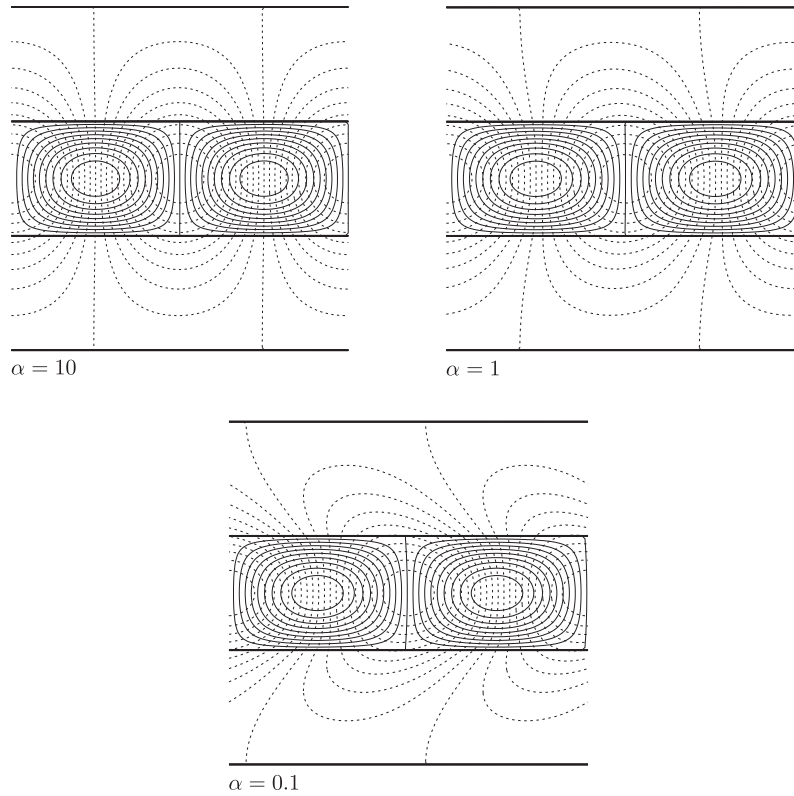 α = 10
α = 1
α = 0.1